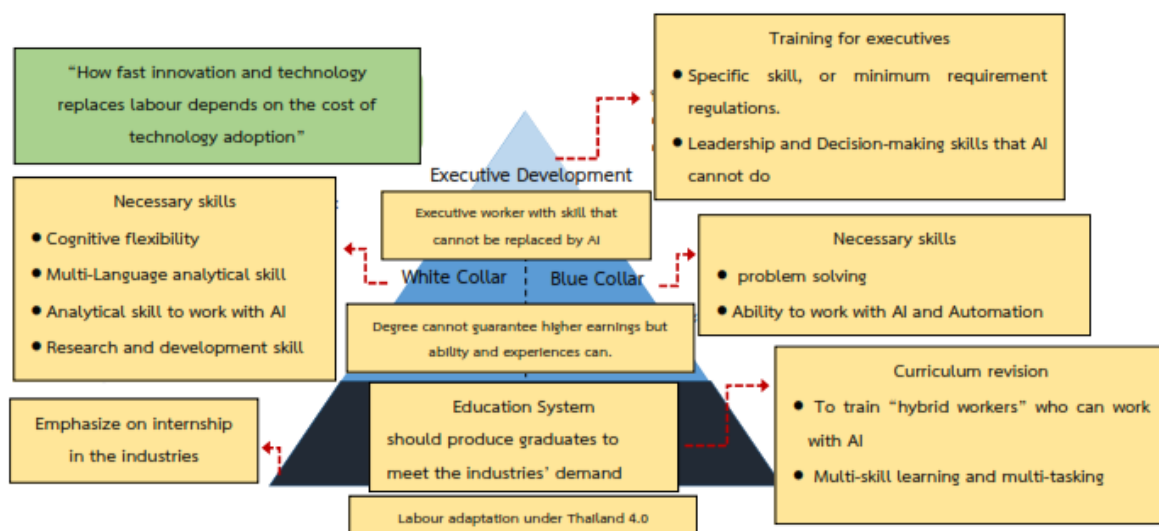 “How fast innovation and technology
replaces labour depends on the cost of
technology adoption”
Training for executives
● Specific skill, or minimum requirement
regulations.
● Leadership and Decision-making skills that AI
cannot do
Executive Development
Executive worker with skill that
cannot be replaced by AI
Necessary skills
● Cognitive flexibility
● Multi-Language analytical skill
● Analytical skill to work with AI
● Research and development skill
White Collar
Blue Collar
Necessary skills
● problem solving
● Ability to work with AI and Automation
Degree cannot guarantee higher earnings but
ability and experiences can.
Emphasize on internship
in the industries
Education System
should produce graduates to
meet the industries’ demand
Curriculum revision
● To train “hybrid workers” who can work
with AI
● Multi-skill learning and multi-tasking
Labour adaptation under Thailand 4.0